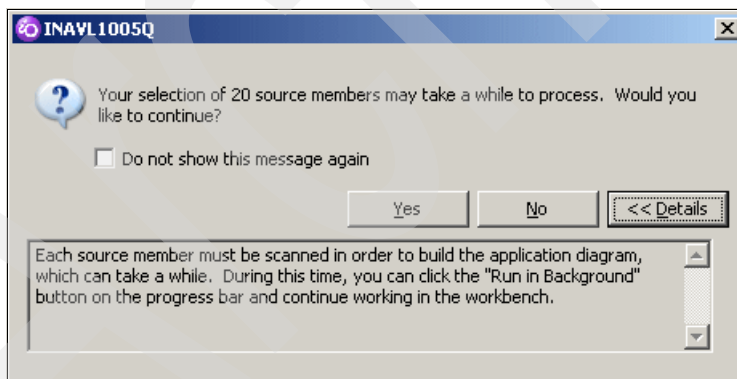 INAVL1005Q
Your selection of 20 source members may take a while to process. Would you
like to continue?
Do not show this message again
Yes
No
<< Details
Each source member must be scanned in order to build the application diagram,
which can take a while. During this time, you can click the "Run in Background"
button on the progress bar and continue working in the workbench.